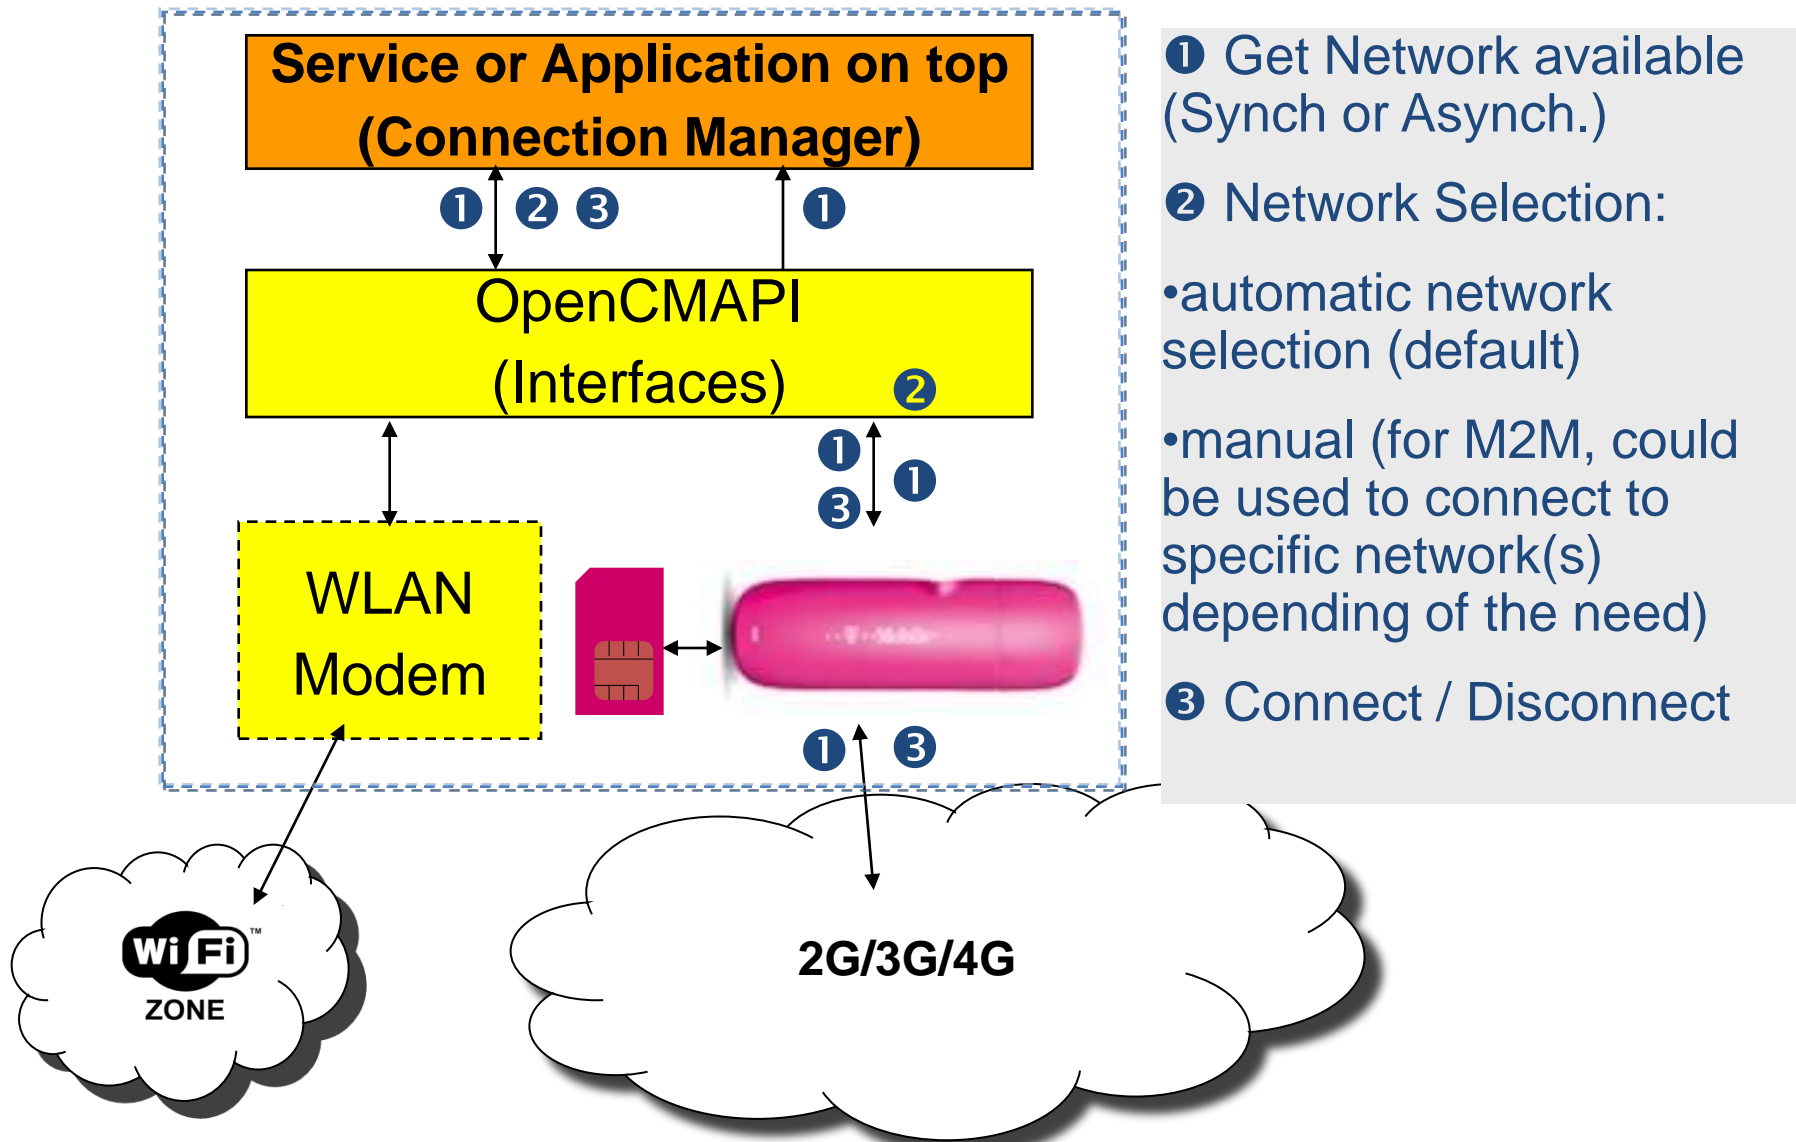 Service or Application on top
(Connection Manager)
❶ ❷ ❸ ❶
OpenCMAPI
(Interfaces) ❷
❶
❶
❸
WLAN
Modem
❶ ❸
Wi Fi™
ZONE
2G/3G/4G
❶ Get Network available
(Synch or Asynch.)
❷ Network Selection:
•automatic network
selection (default)
•manual (for M2M, could
be used to connect to
specific network(s)
depending of the need)
❸ Connect / Disconnect